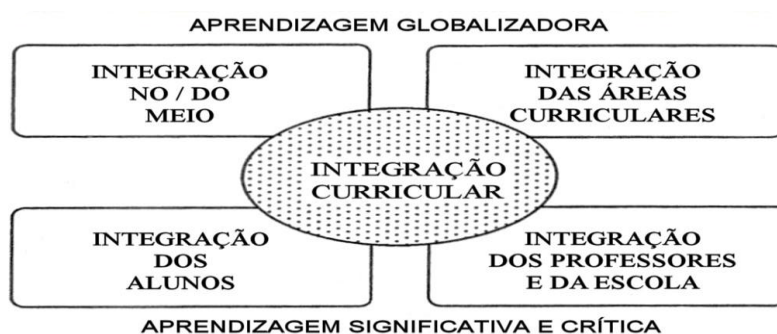 APRENDIZAGEM GLOBALIZADORA
INTEGRAÇÃO
NO / DO
MEIO
INTEGRAÇÃO
DAS ÁREAS
CURRICULARES
INTEGRAÇÃO
CURRICULAR
INTEGRAÇÃO
DOS
ALUNOS
INTEGRAÇÃO
DOS PROFESSORES
E DA ESCOLA
APRENDIZAGEM SIGNIFICATIVA E CRÍTICA